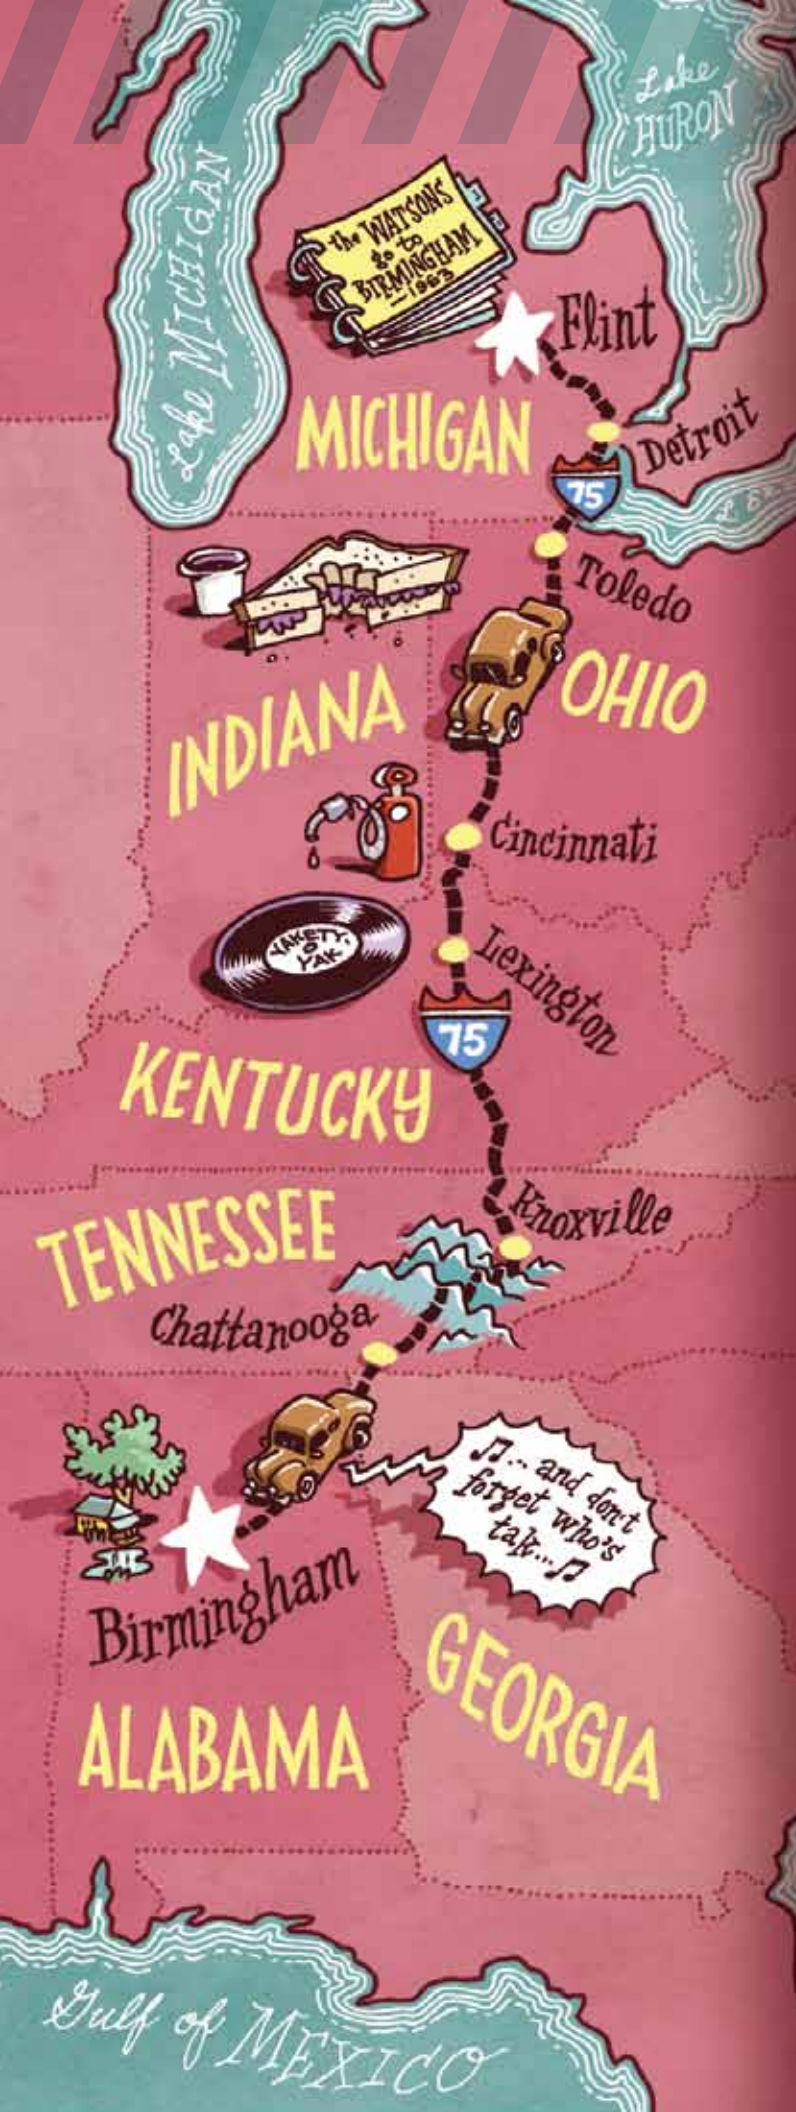 Lake
HURON
Lake MICHIGAN
the WATSONS
go to
BIRMINGHAM
—1963
Flint
MICHIGAN
Detroit
75
Toledo
OHIO
INDIANA
Cincinnati
YAKETY-
YAK
Lexington
75
KENTUCKY
Knoxville
TENNESSEE
Chattanooga
♫... and don't
forget who's
talk...♫
Birmingham
GEORGIA
ALABAMA
Gulf of MEXICO